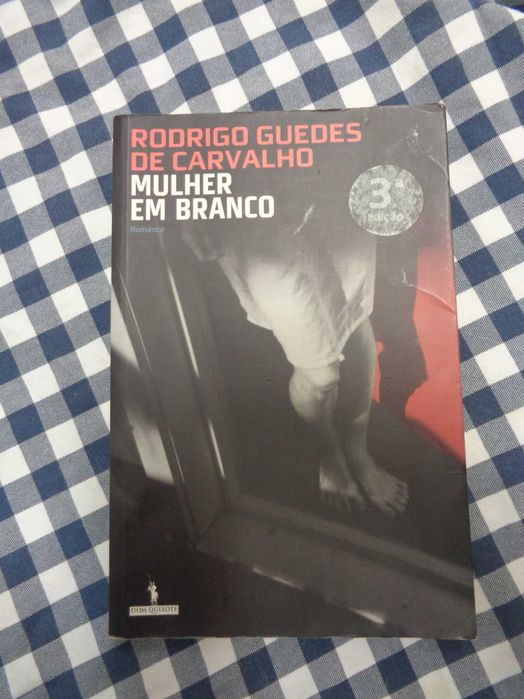 RODRIGO GUEDES
DE CARVALHO
MULHER
EM BRANCO
Romance
3ª
edição
DOM QUIXOTE